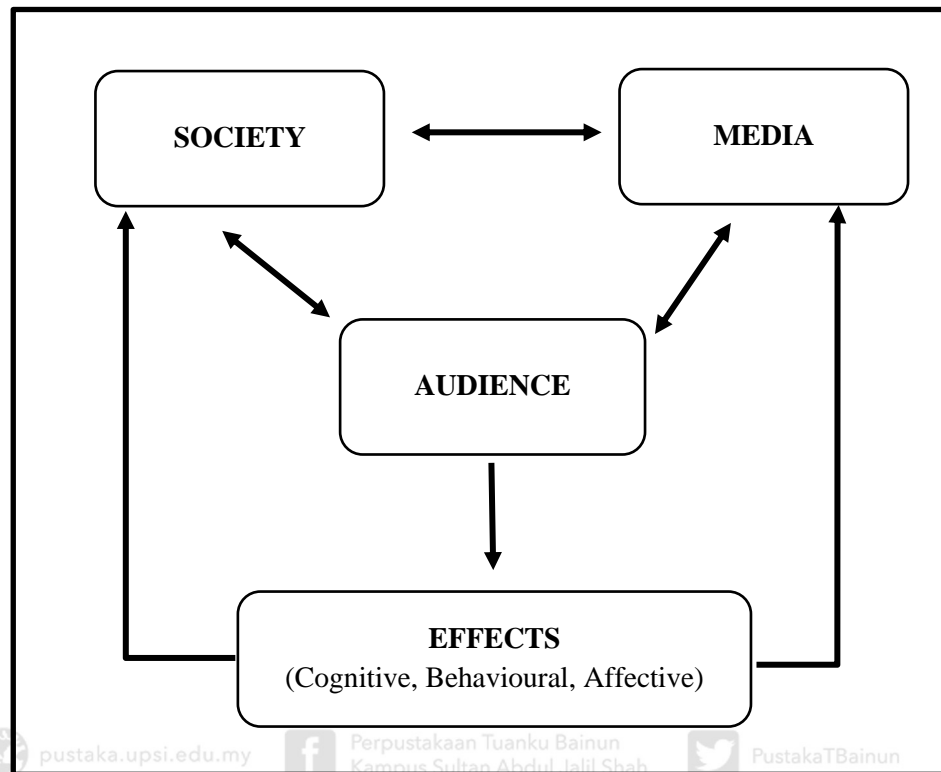 SOCIETY
MEDIA
AUDIENCE
EFFECTS
(Cognitive, Behavioural, Affective)
pustaka.upsi.edu.my
Perpustakaan Tuanku Bainun
Kampus Sultan Abdul Jalil Shah
PustakaTBainun